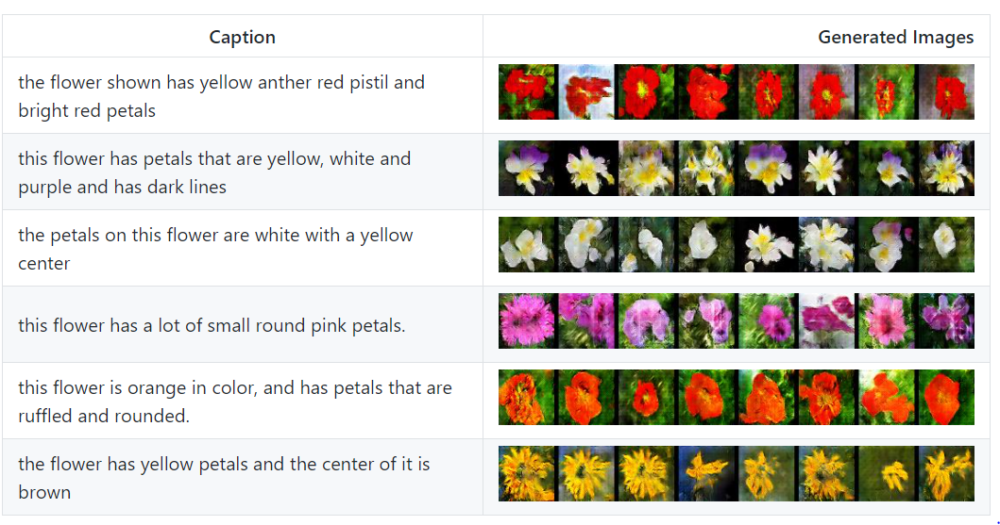 Caption
Generated Images
the flower shown has yellow anther red pistil and
bright red petals
this flower has petals that are yellow, white and
purple and has dark lines
the petals on this flower are white with a yellow
center
this flower has a lot of small round pink petals.
this flower is orange in color, and has petals that are
ruffled and rounded.
the flower has yellow petals and the center of it is
brown